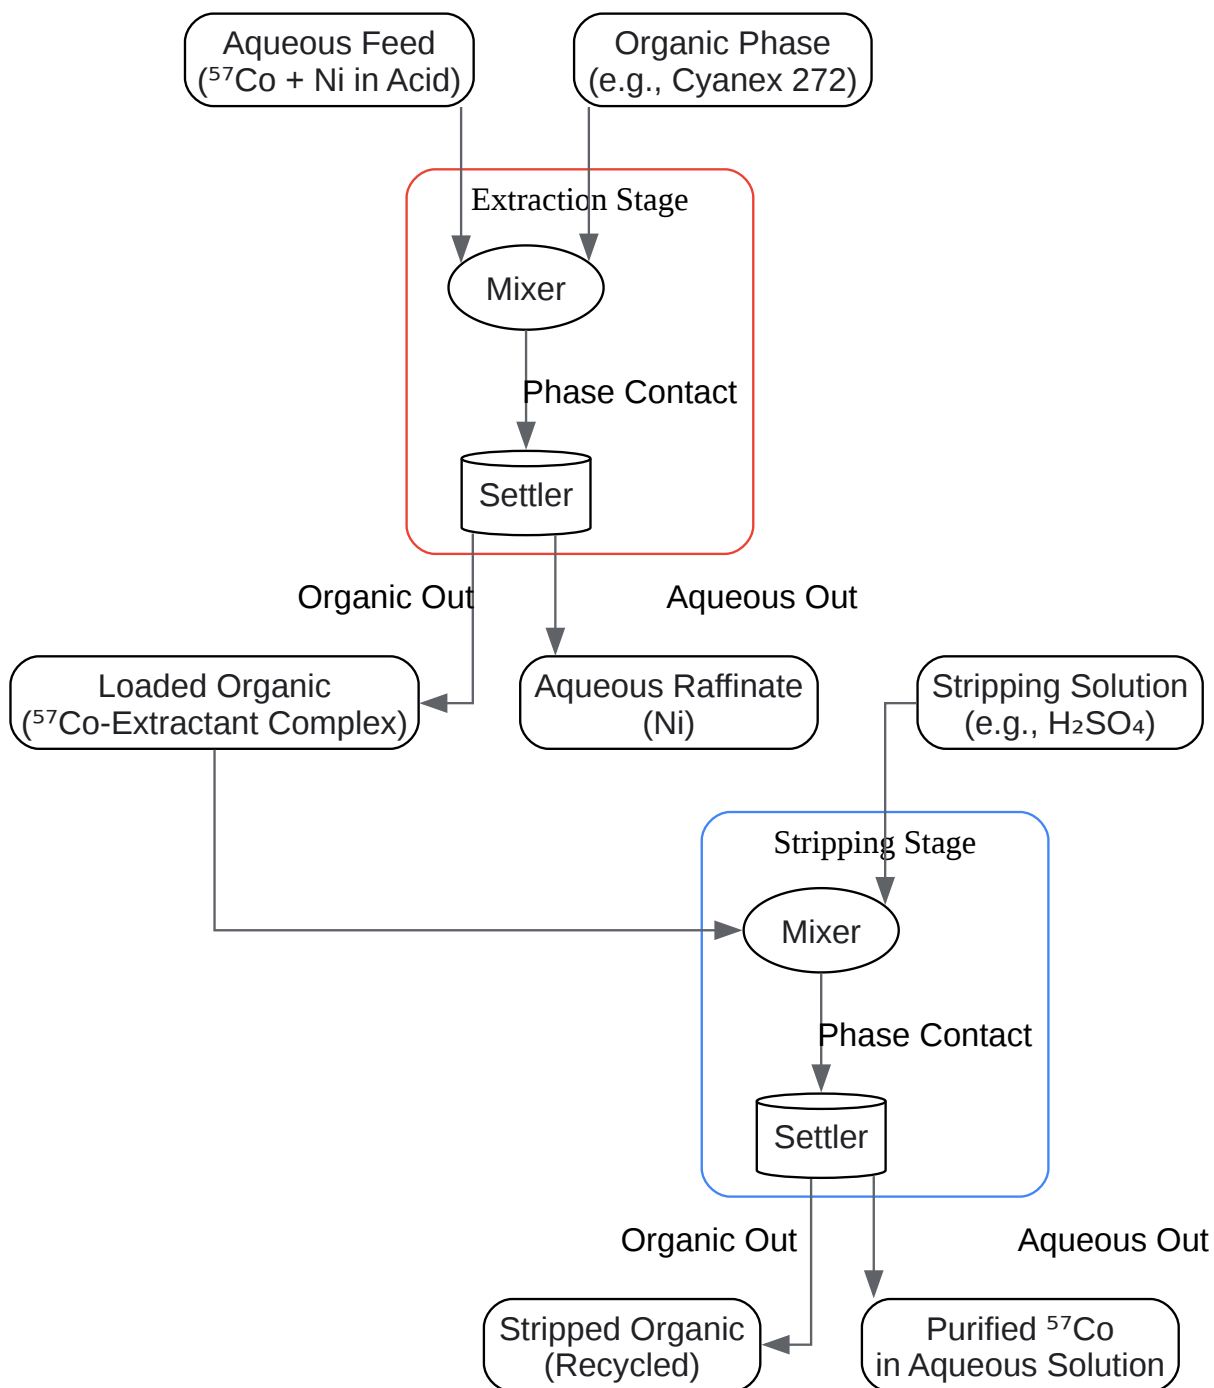 Aqueous Feed
(⁵⁷Co + Ni in Acid)
Organic Phase
(e.g., Cyanex 272)
Extraction Stage
Mixer
Phase Contact
Settler
Organic Out
Aqueous Out
Loaded Organic
(⁵⁷Co-Extractant Complex)
Aqueous Raffinate
(Ni)
Stripping Solution
(e.g., H₂SO₄)
Stripping Stage
Mixer
Phase Contact
Settler
Organic Out
Aqueous Out
Stripped Organic
(Recycled)
Purified ⁵⁷Co
in Aqueous Solution